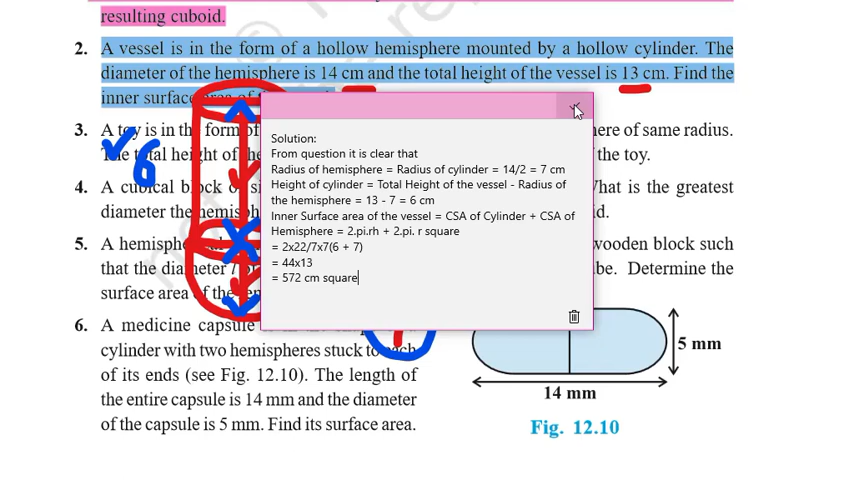 resulting cuboid.
2. A vessel is in the form of a hollow hemisphere mounted by a hollow cylinder. The
diameter of the hemisphere is 14 cm and the total height of the vessel is 13 cm. Find the
inner surface area of
3. A toy is in the form of here of same radius.
The total height of the f the toy.
4. A cubical block of si What is the greatest
diameter the hemisph d.
5. A hemisph wooden block such
that the diameter l be. Determine the
surface area of the
6. A medicine capsule
cylinder with two hemispheres stuck to each
of its ends (see Fig. 12.10). The length of
the entire capsule is 14 mm and the diameter
of the capsule is 5 mm. Find its surface area.
6
Solution:
From question it is clear that
Radius of hemisphere = Radius of cylinder = 14/2 = 7 cm
Height of cylinder = Total Height of the vessel - Radius of
the hemisphere = 13 - 7 = 6 cm
Inner Surface area of the vessel = CSA of Cylinder + CSA of
Hemisphere = 2.pi.rh + 2.pi. r square
= 2x22/7x7(6 + 7)
= 44x13
= 572 cm square
5 mm
14 mm
Fig. 12.10